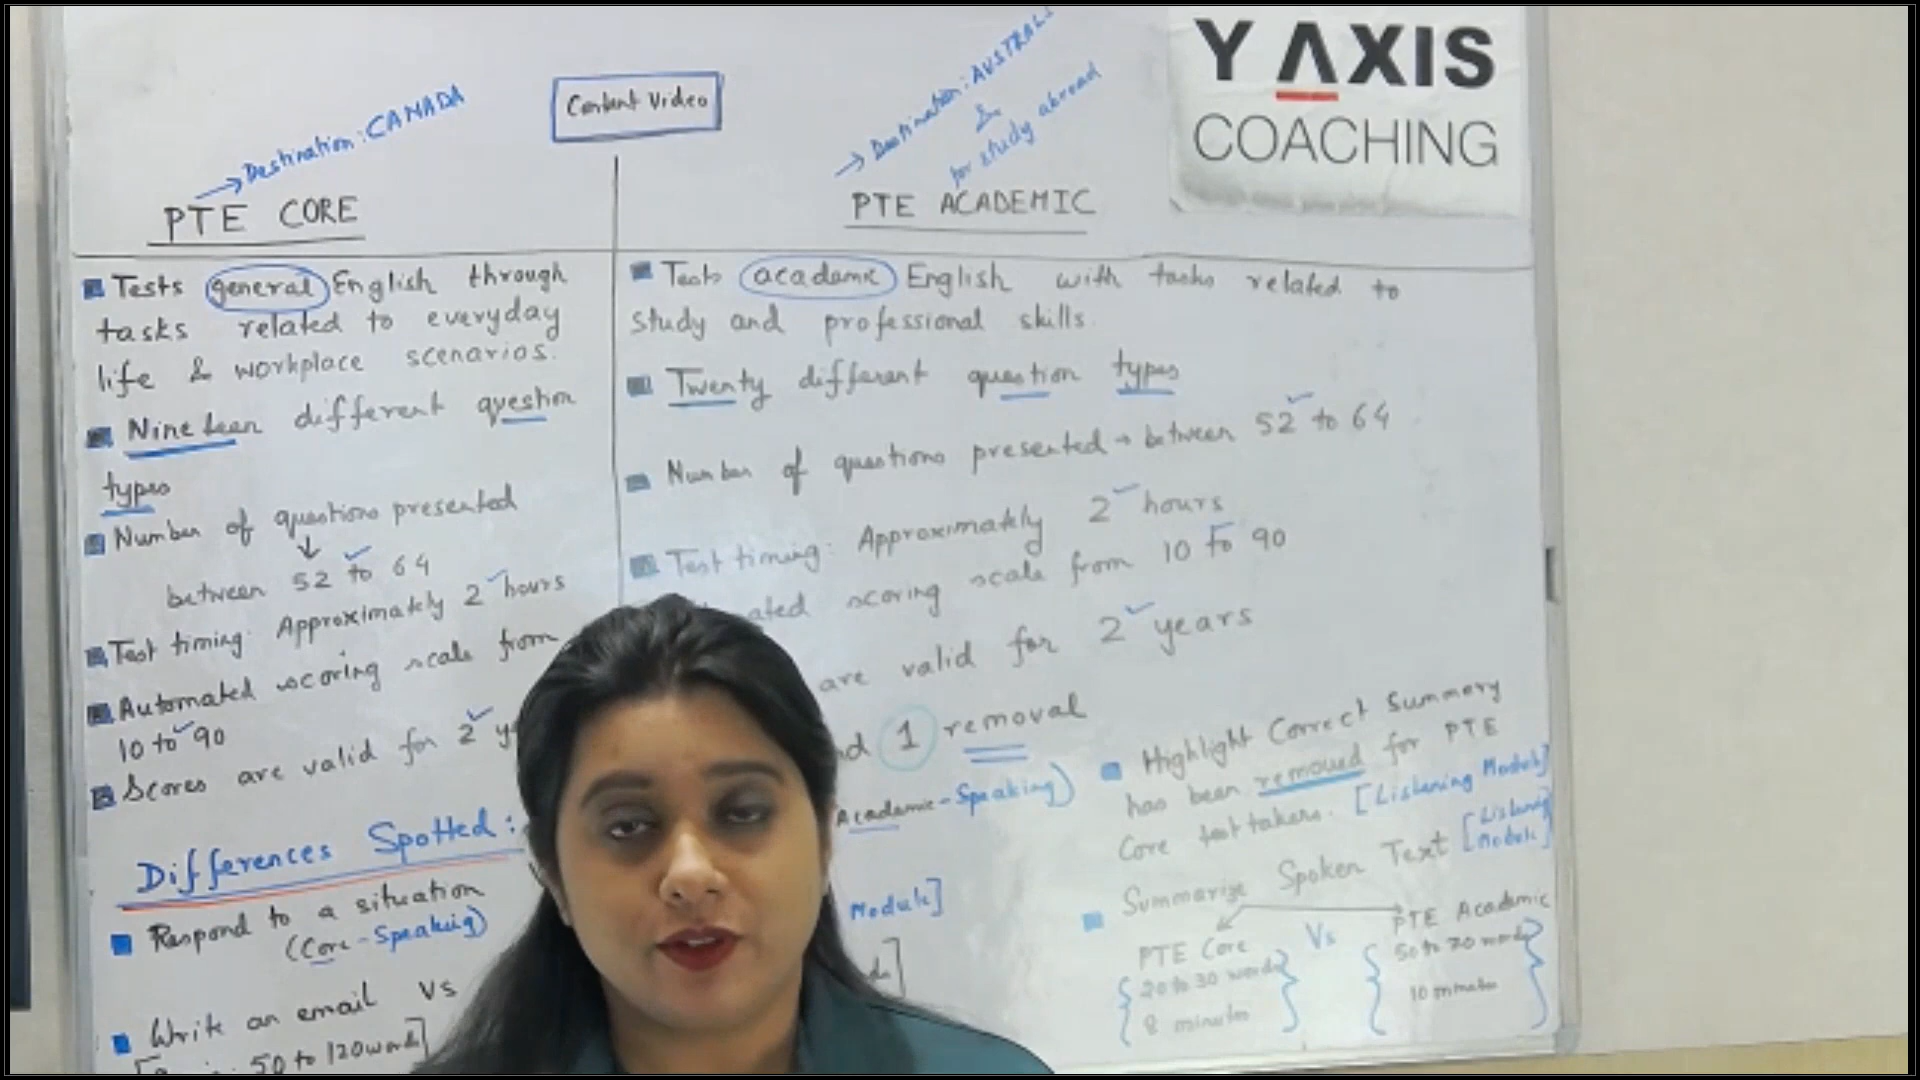 Y AXIS
COACHING
Content Video
→ Destination: CANADA
PTE CORE
→ Destination: AUSTRAL
&
for study abroad
PTE ACADEMIC
Tests general English through
tasks related to everyday
life & workplace scenarios.
Nineteen different question
types
Number of questions presented
↓
between 52 to 64
Test timing: Approximately 2 hours
Automated scoring scale from
10 to 90
Scores are valid for 2 ye
Tests academic English with tasks related to
study and professional skills.
Twenty different question types
Number of questions presented → between 52 to 64
Test timing: Approximately 2 hours
ated scoring scale from 10 to 90
are valid for 2 years
nd 1 removal
Differences Spotted:
Respond to a situation
(Core - Speaking)
Academic - Speaking)
Write an email Vs
50 to 120 words]
Module]
Highlight Correct Summary
has been removed for PTE
Core test takers. [Listening Module]
Summarize Spoken Text [Listening
Module]
PTE Core Vs PTE Academic
20 to 30 words
8 minutes
50 to 70 words
10 minutes